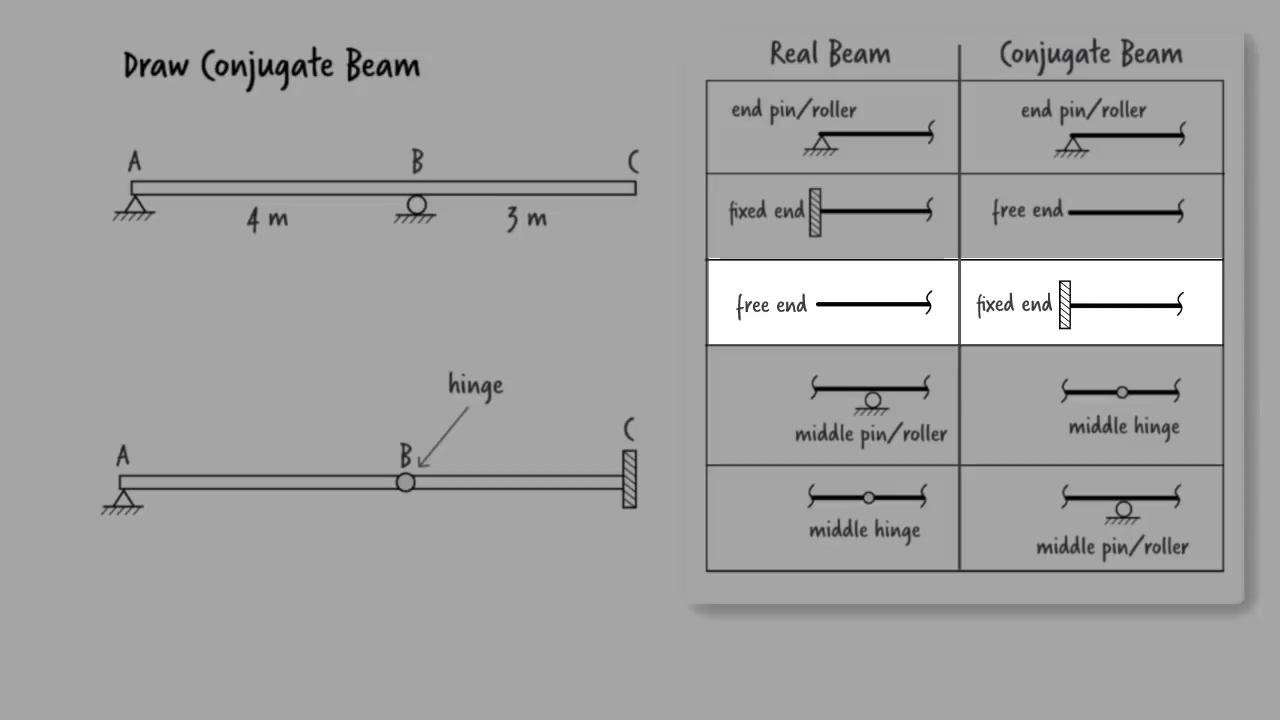 Draw Conjugate Beam
A B C
4 m 3 m
hinge
A B C
Real Beam Conjugate Beam
end pin/roller end pin/roller
fixed end free end
free end fixed end
middle pin/roller middle hinge
middle hinge middle pin/roller